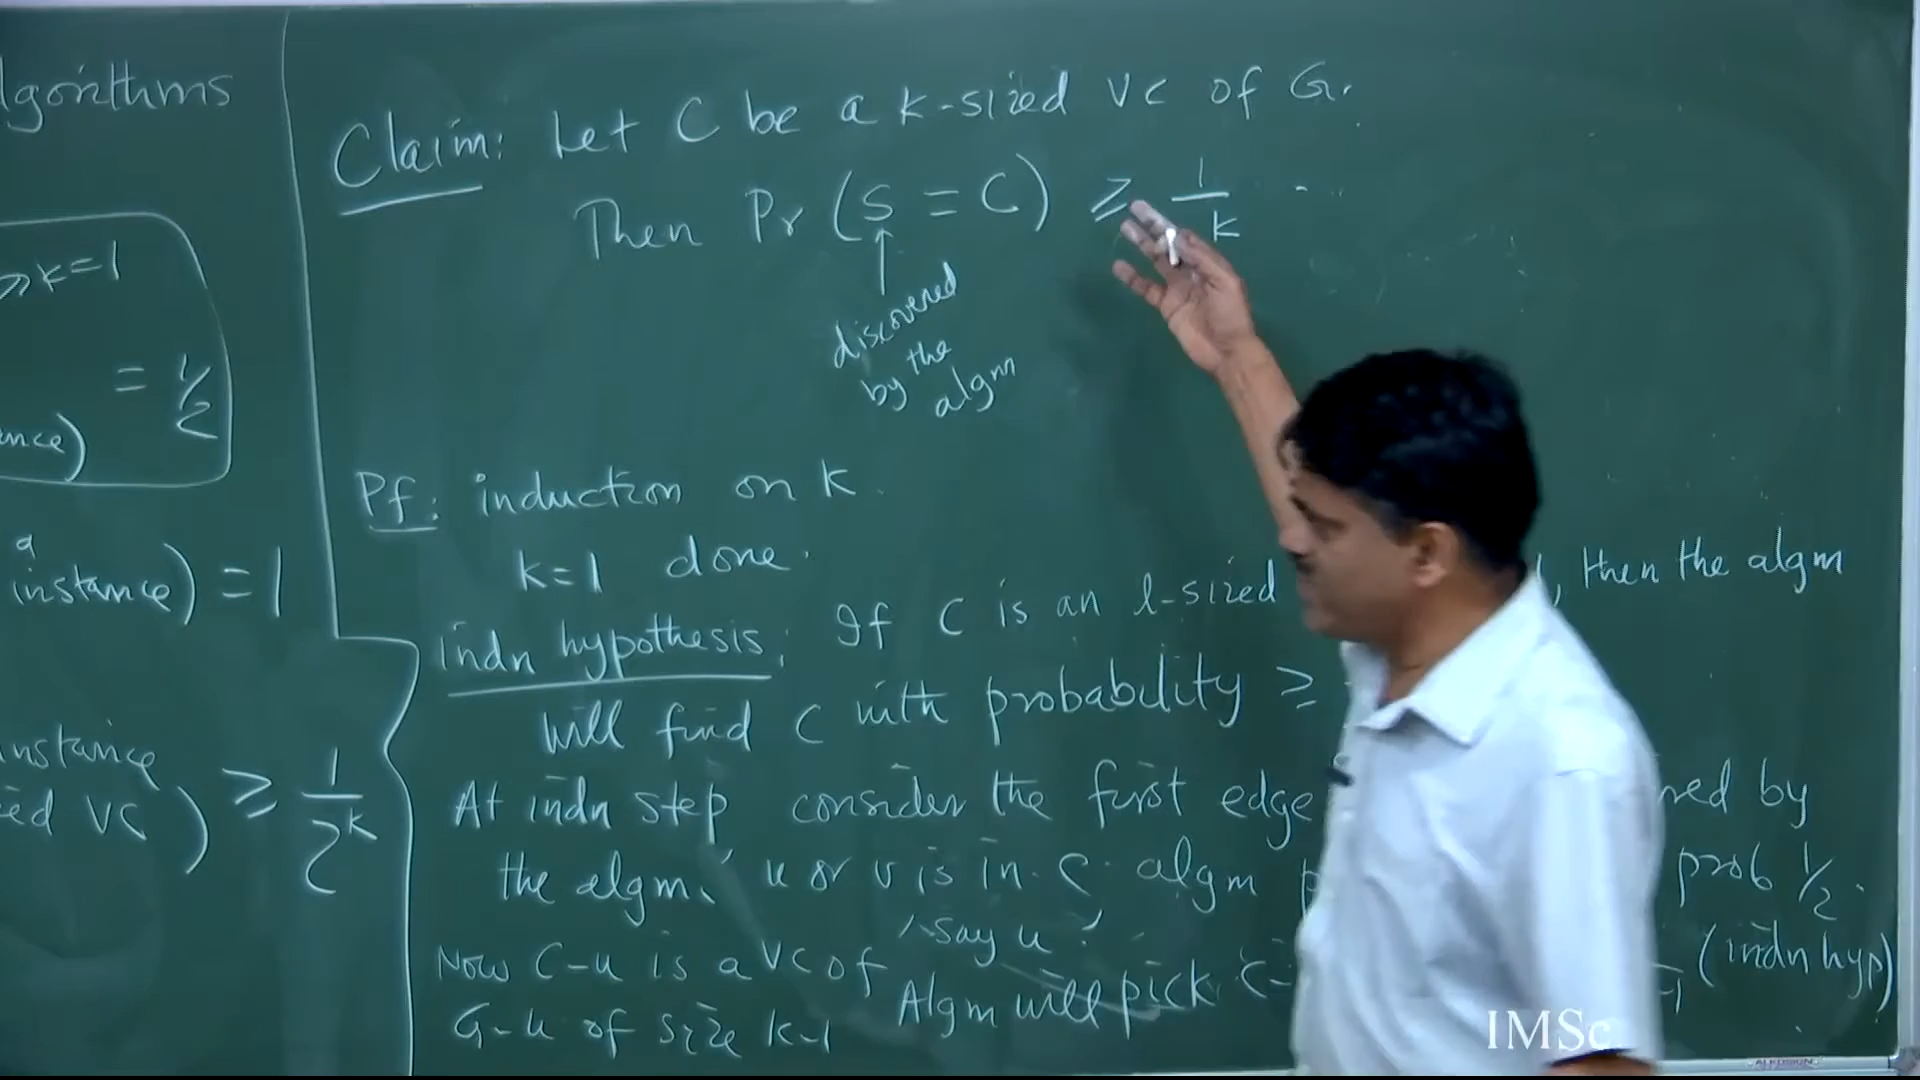 lgorithms
k=1
= 1/2
ance)
a
instance) = 1
instance
ed VC) ≥ 1/2^k
Claim: Let C be a k-sized VC of G.
Then Pr (S = C) ≥ 1/k
discovered
by the
algm
Pf: induction on k.
k=1 done.
Indn hypothesis: If C is an l-sized , then the algm
will find C with probability ≥
At indn step consider the first edge ned by
the algm. u or v is in C. algm p prob 1/2.
say u
Now C-u is a VC of
G-u of size k-1
Algm will pick C- -1 (indn hyp)
IMSc